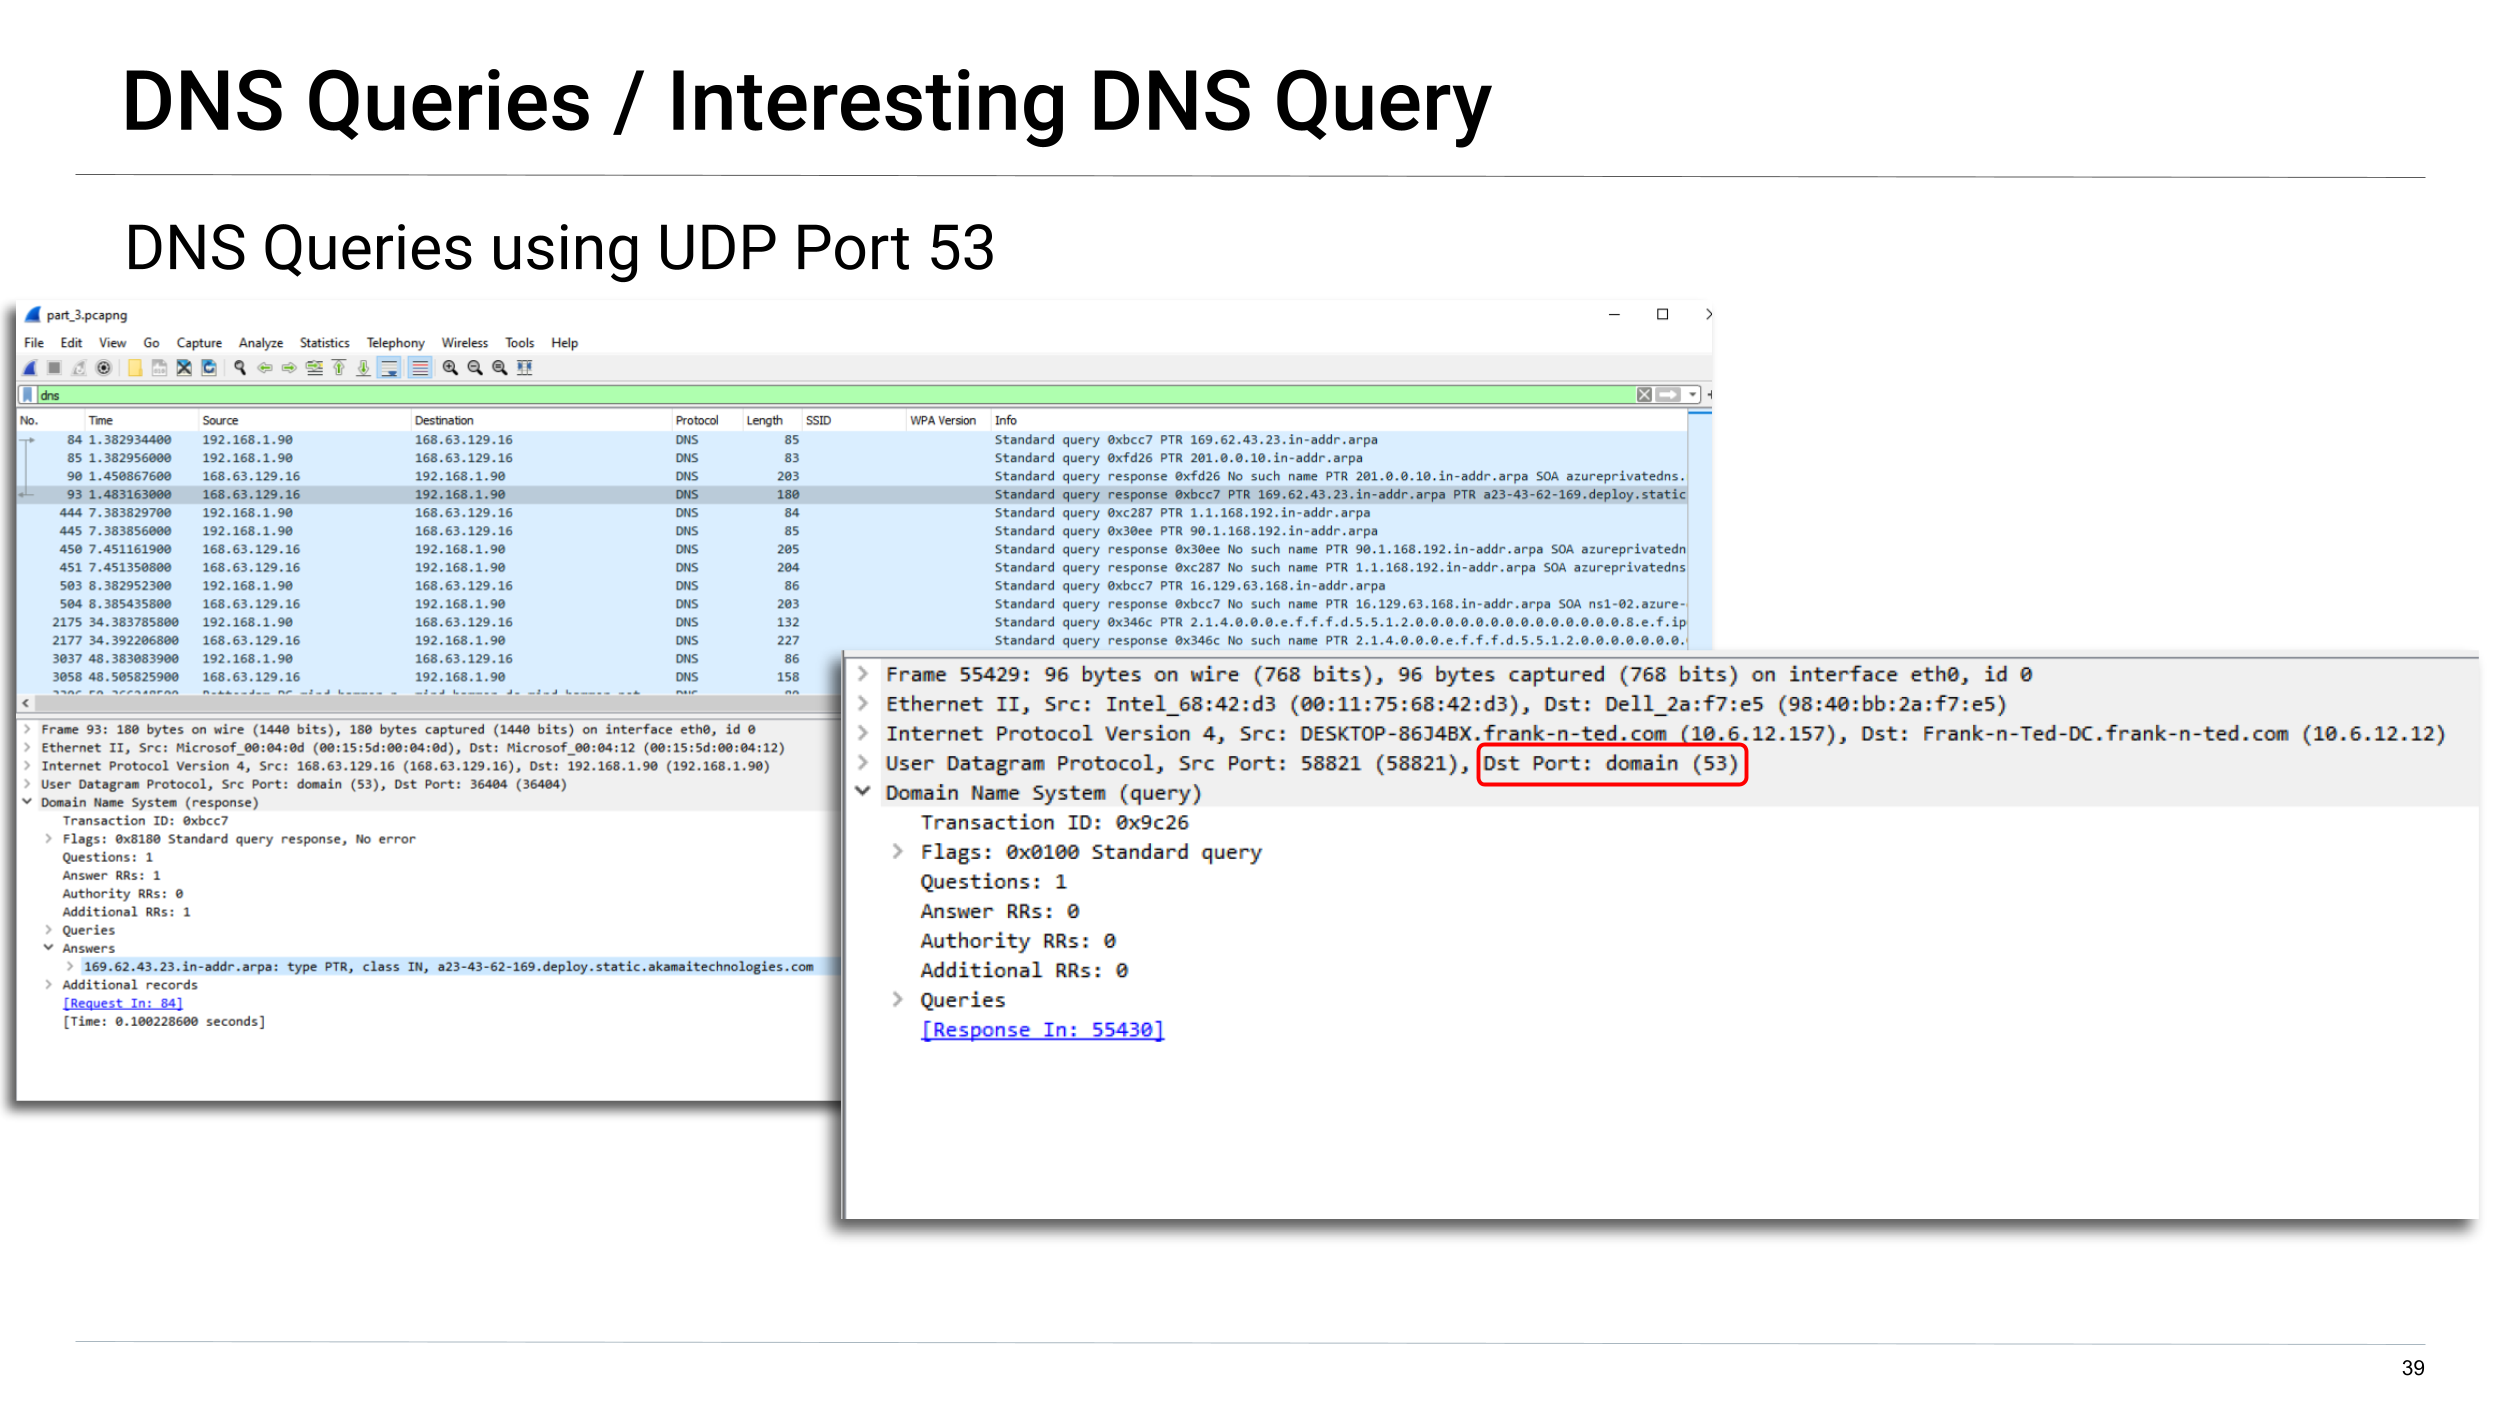 DNS Queries / Interesting DNS Query
DNS Queries using UDP Port 53
part_3.pcapng
File Edit View Go Capture Analyze Statistics Telephony Wireless Tools Help
dns
No. Time Source Destination Protocol Length SSID WPA Version Info
84 1.382934400 192.168.1.90 168.63.129.16 DNS 85 Standard query 0xbcc7 PTR 169.62.43.23.in-addr.arpa
85 1.382956000 192.168.1.90 168.63.129.16 DNS 83 Standard query 0xfd26 PTR 201.0.0.10.in-addr.arpa
90 1.450867600 168.63.129.16 192.168.1.90 DNS 203 Standard query response 0xfd26 No such name PTR 201.0.0.10.in-addr.arpa SOA azureprivatedns.
93 1.483163000 168.63.129.16 192.168.1.90 DNS 180 Standard query response 0xbcc7 PTR 169.62.43.23.in-addr.arpa PTR a23-43-62-169.deploy.static
444 7.383829700 192.168.1.90 168.63.129.16 DNS 84 Standard query 0xc287 PTR 1.1.168.192.in-addr.arpa
445 7.383856000 192.168.1.90 168.63.129.16 DNS 85 Standard query 0x30ee PTR 90.1.168.192.in-addr.arpa
450 7.451161900 168.63.129.16 192.168.1.90 DNS 205 Standard query response 0x30ee No such name PTR 90.1.168.192.in-addr.arpa SOA azureprivatedn
451 7.451350800 168.63.129.16 192.168.1.90 DNS 204 Standard query response 0xc287 No such name PTR 1.1.168.192.in-addr.arpa SOA azureprivatedns
503 8.382952300 192.168.1.90 168.63.129.16 DNS 86 Standard query 0xbcc7 PTR 16.129.63.168.in-addr.arpa
504 8.385435800 168.63.129.16 192.168.1.90 DNS 203 Standard query response 0xbcc7 No such name PTR 16.129.63.168.in-addr.arpa SOA ns1-02.azure-
2175 34.383785800 192.168.1.90 168.63.129.16 DNS 132 Standard query 0x346c PTR 2.1.4.0.0.0.e.f.f.f.d.5.5.1.2.0.0.0.0.0.0.0.0.0.0.0.0.0.0.8.e.f.ip
2177 34.392206800 168.63.129.16 192.168.1.90 DNS 227 Standard query response 0x346c No such name PTR 2.1.4.0.0.0.e.f.f.f.d.5.5.1.2.0.0.0.0.0.0.0.
3037 48.383083900 192.168.1.90 168.63.129.16 DNS 86
3058 48.505825900 168.63.129.16 192.168.1.90 DNS 158
Frame 93: 180 bytes on wire (1440 bits), 180 bytes captured (1440 bits) on interface eth0, id 0
Ethernet II, Src: Microsof_00:04:0d (00:15:5d:00:04:0d), Dst: Microsof_00:04:12 (00:15:5d:00:04:12)
Internet Protocol Version 4, Src: 168.63.129.16 (168.63.129.16), Dst: 192.168.1.90 (192.168.1.90)
User Datagram Protocol, Src Port: domain (53), Dst Port: 36404 (36404)
Domain Name System (response)
Transaction ID: 0xbcc7
Flags: 0x8180 Standard query response, No error
Questions: 1
Answer RRs: 1
Authority RRs: 0
Additional RRs: 1
Queries
Answers
169.62.43.23.in-addr.arpa: type PTR, class IN, a23-43-62-169.deploy.static.akamaitechnologies.com
Additional records
[Request In: 84]
[Time: 0.100228600 seconds]
Frame 55429: 96 bytes on wire (768 bits), 96 bytes captured (768 bits) on interface eth0, id 0
Ethernet II, Src: Intel_68:42:d3 (00:11:75:68:42:d3), Dst: Dell_2a:f7:e5 (98:40:bb:2a:f7:e5)
Internet Protocol Version 4, Src: DESKTOP-86J4BX.frank-n-ted.com (10.6.12.157), Dst: Frank-n-Ted-DC.frank-n-ted.com (10.6.12.12)
User Datagram Protocol, Src Port: 58821 (58821), Dst Port: domain (53)
Domain Name System (query)
Transaction ID: 0x9c26
Flags: 0x0100 Standard query
Questions: 1
Answer RRs: 0
Authority RRs: 0
Additional RRs: 0
Queries
[Response In: 55430]
39